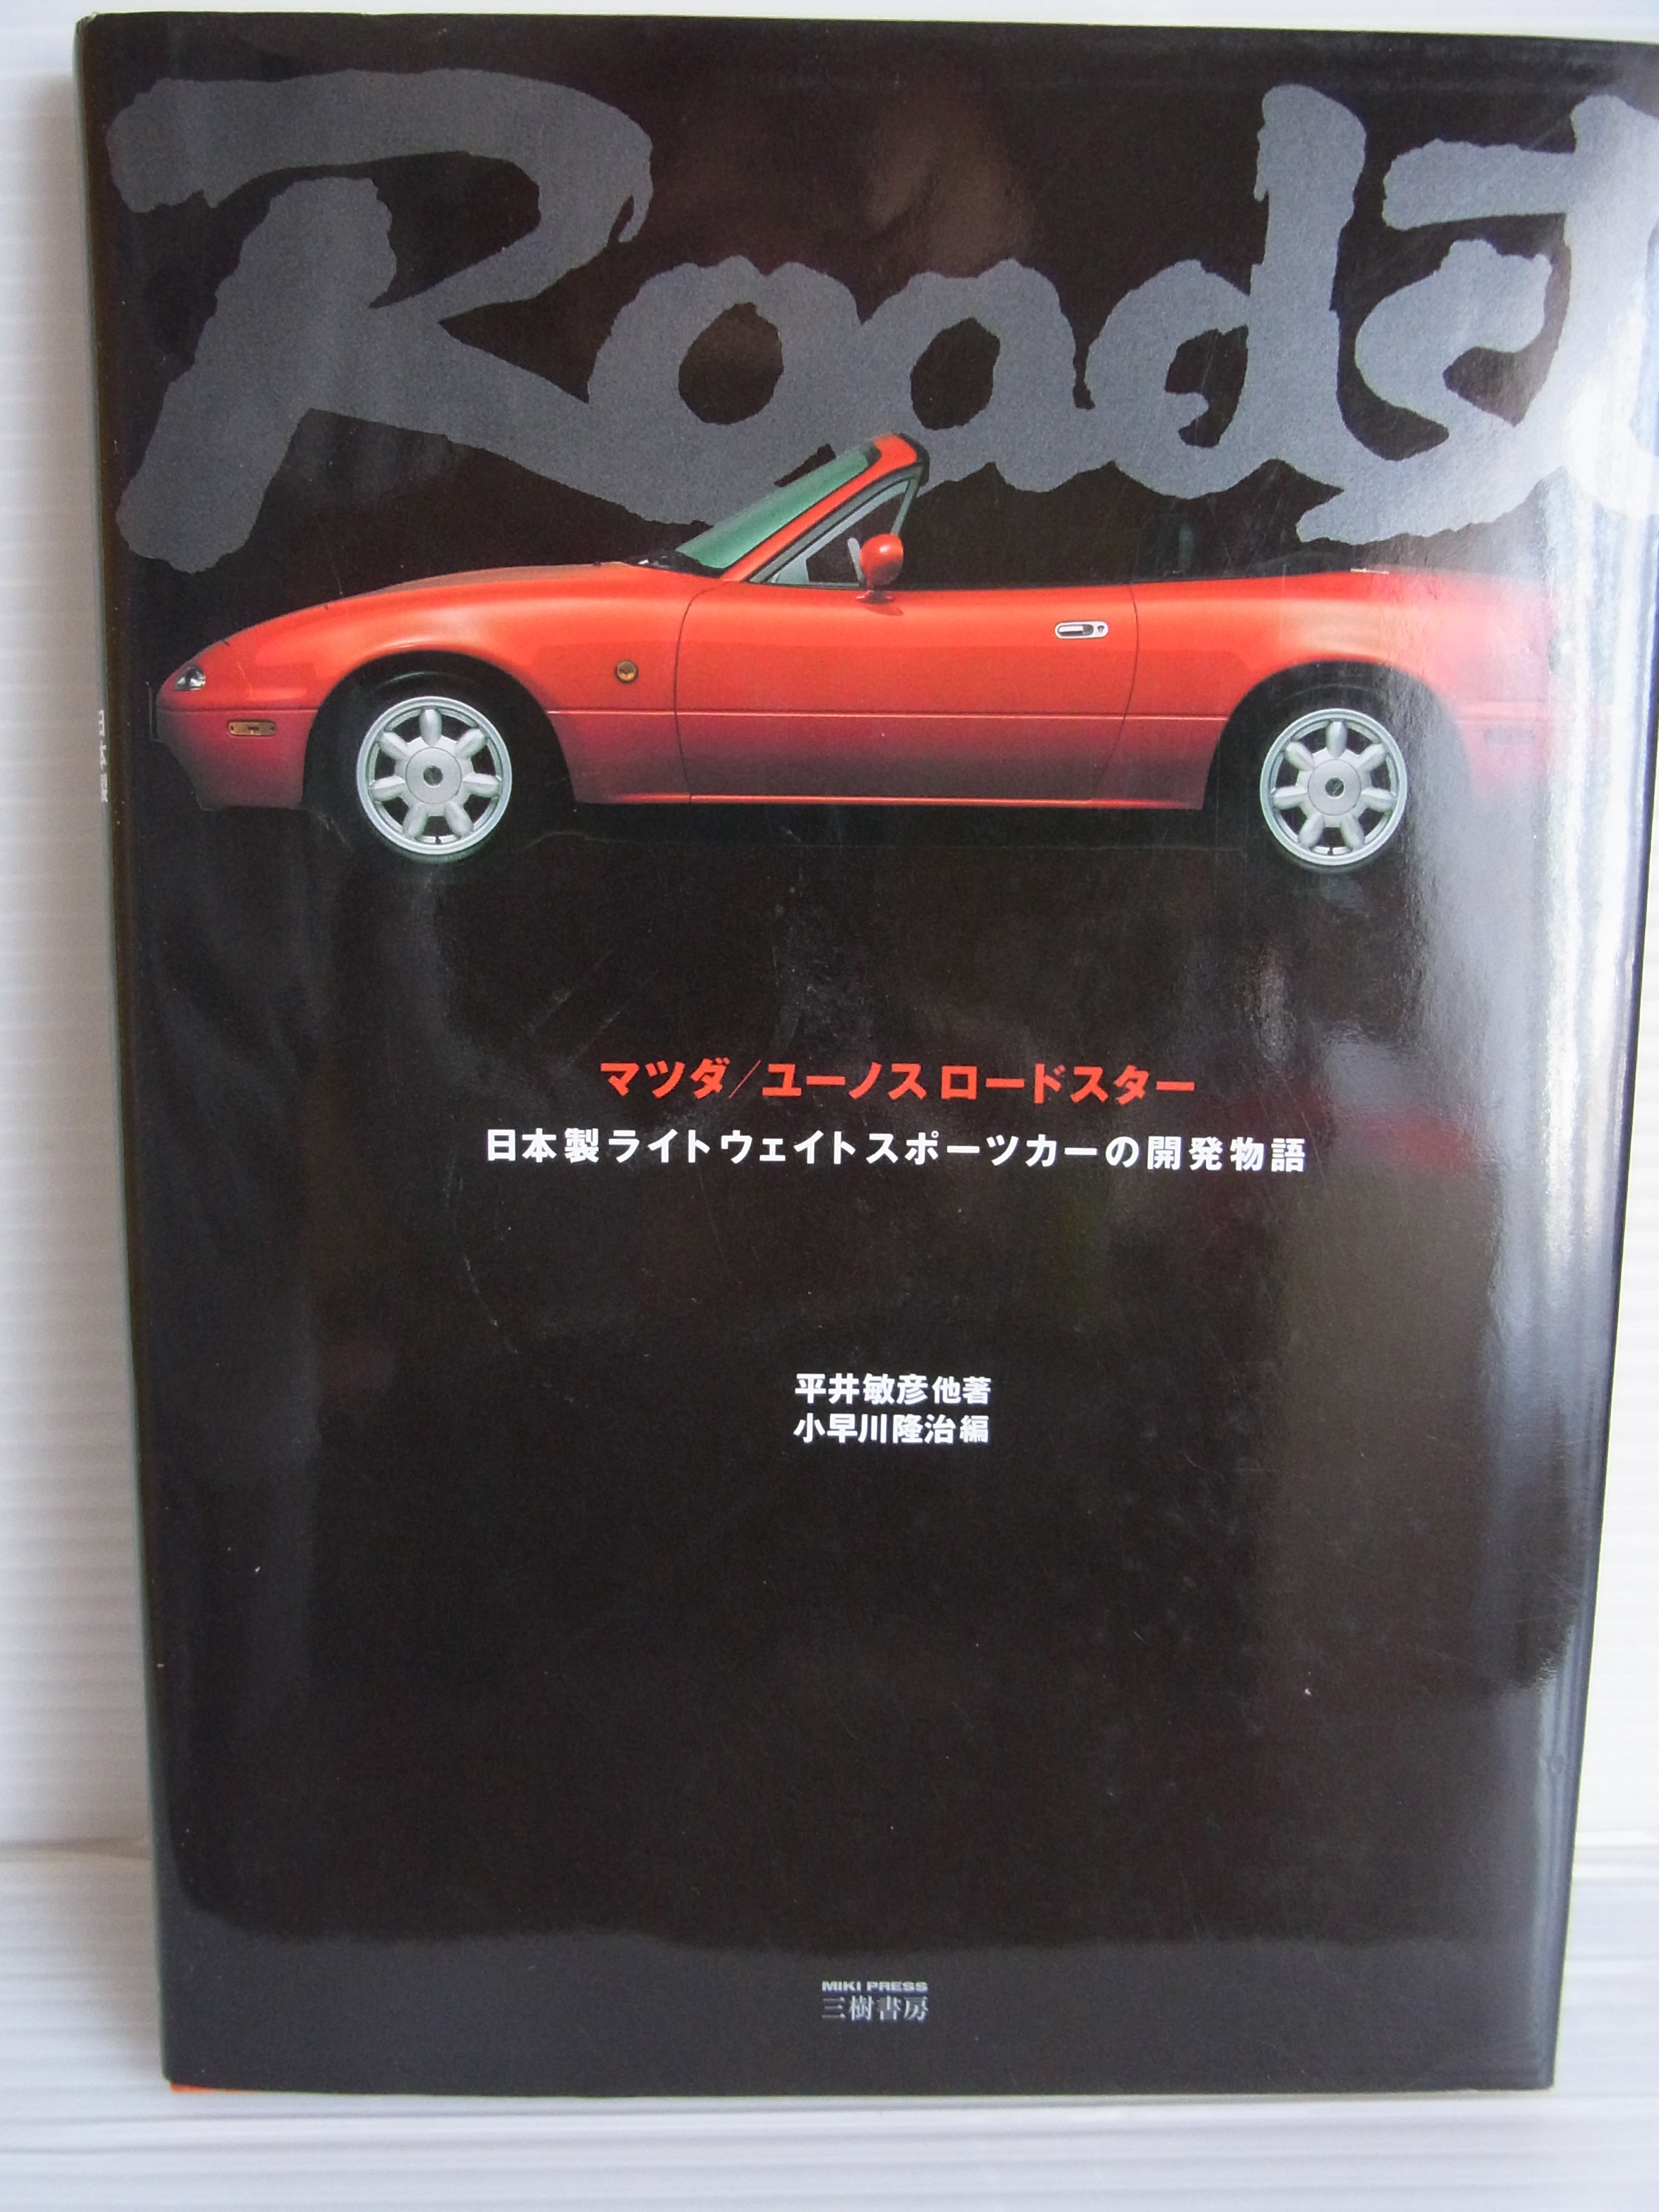 Roadst
マツダ/ユーノスロードスター
日本製ライトウェイトスポーツカーの開発物語
平井敏彦他著
小早川隆治編
MIKI PRESS
三樹書房